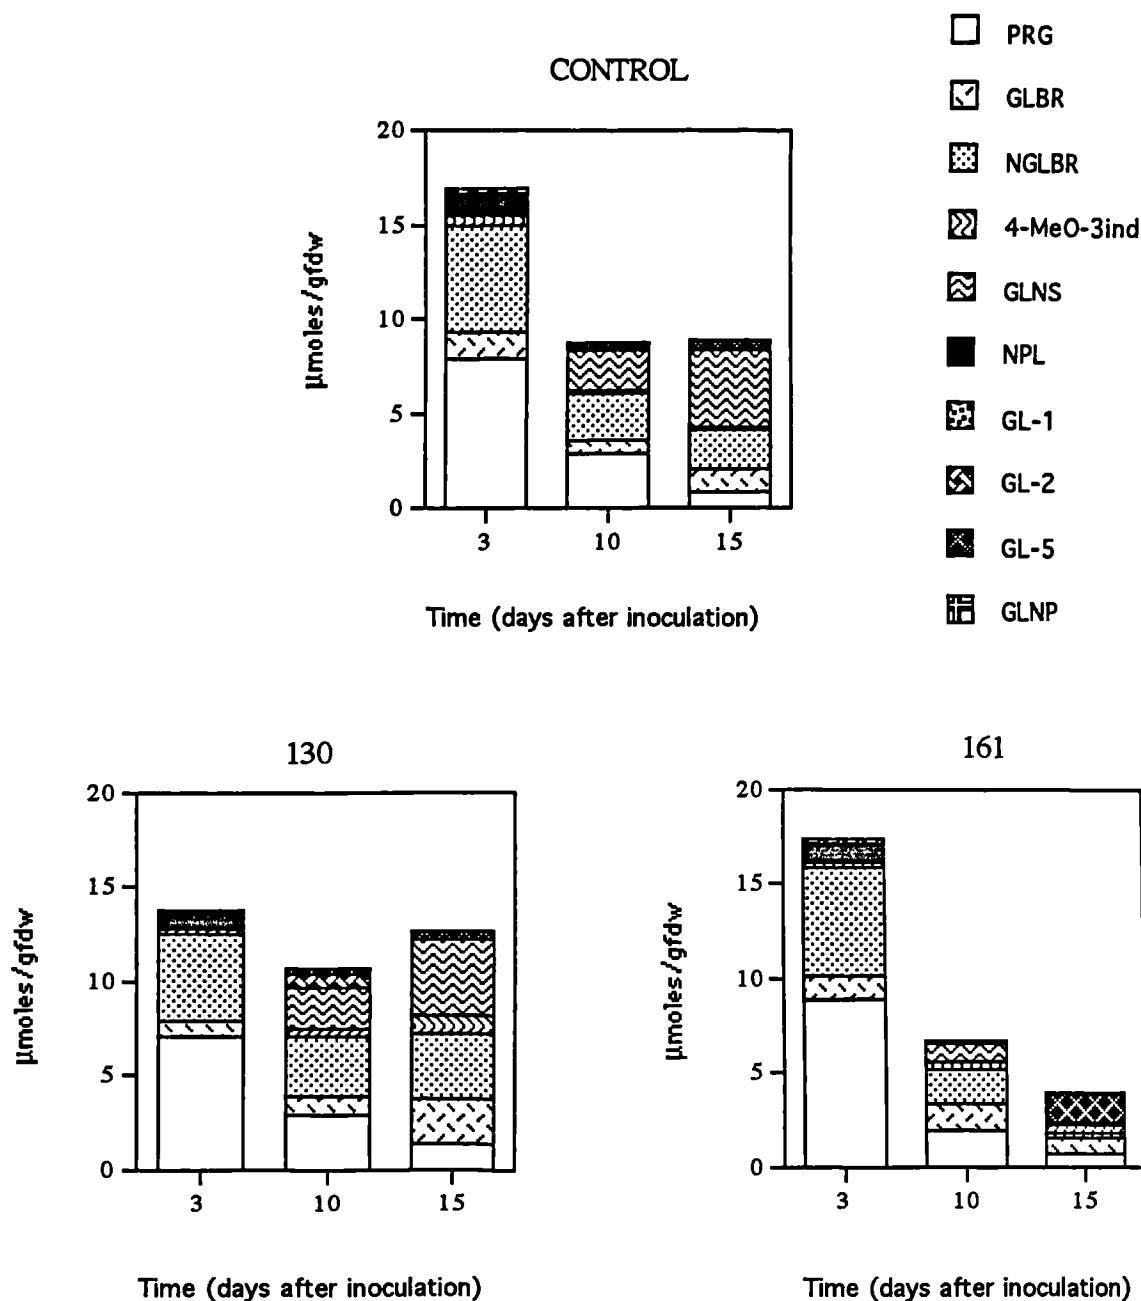 CONTROL
20
15
10
5
0
μmoles/gfdw
3 10 15
Time (days after inoculation)
PRG
GLBR
NGLBR
4-MeO-3ind
GLNS
NPL
GL-1
GL-2
GL-5
GLNP
130
20
15
10
5
0
μmoles/gfdw
3 10 15
Time (days after inoculation)
161
20
15
10
5
0
μmoles/gfdw
3 10 15
Time (days after inoculation)